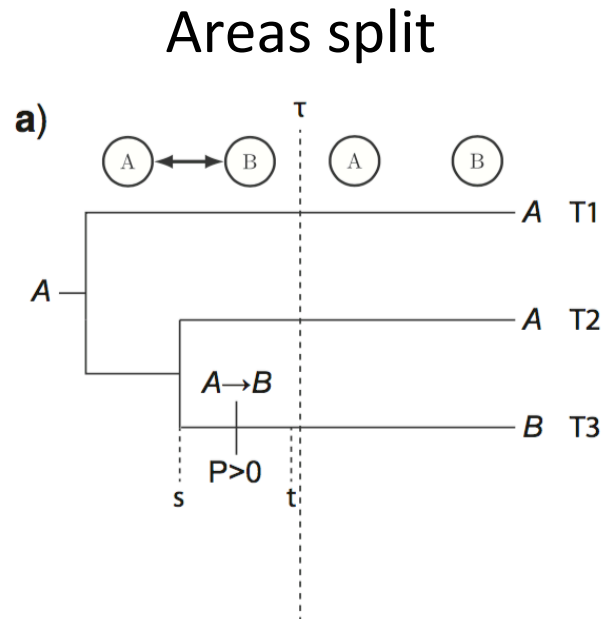 Areas split
a)
τ
A B A B
A T1
A
A T2
A→B
B T3
P>0
s t